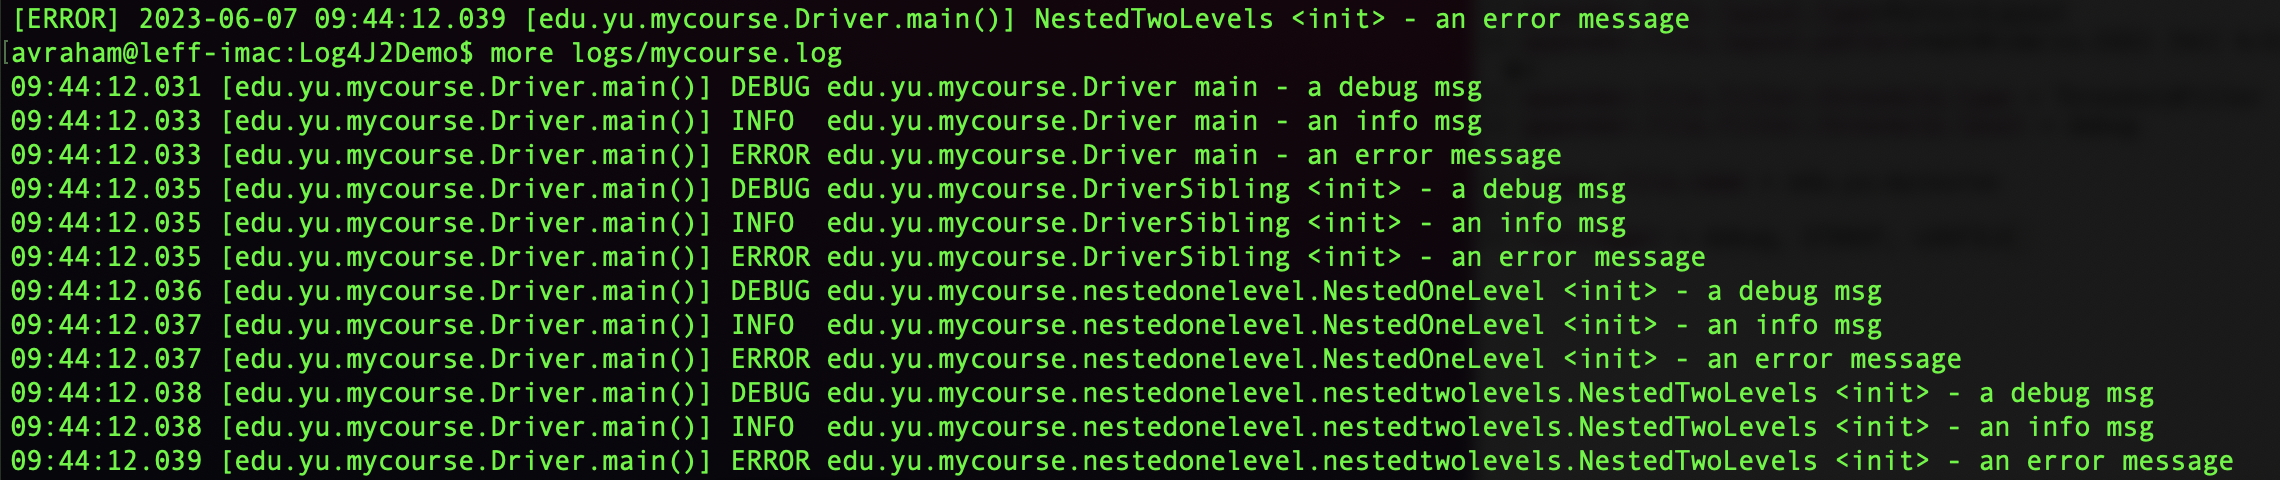 [ERROR] 2023-06-07 09:44:12.039 [edu.yu.mycourse.Driver.main()] NestedTwoLevels <init> - an error message
[avraham@leff-imac:Log4J2Demo$ more logs/mycourse.log
09:44:12.031 [edu.yu.mycourse.Driver.main()] DEBUG edu.yu.mycourse.Driver main - a debug msg
09:44:12.033 [edu.yu.mycourse.Driver.main()] INFO  edu.yu.mycourse.Driver main - an info msg
09:44:12.033 [edu.yu.mycourse.Driver.main()] ERROR edu.yu.mycourse.Driver main - an error message
09:44:12.035 [edu.yu.mycourse.Driver.main()] DEBUG edu.yu.mycourse.DriverSibling <init> - a debug msg
09:44:12.035 [edu.yu.mycourse.Driver.main()] INFO  edu.yu.mycourse.DriverSibling <init> - an info msg
09:44:12.035 [edu.yu.mycourse.Driver.main()] ERROR edu.yu.mycourse.DriverSibling <init> - an error message
09:44:12.036 [edu.yu.mycourse.Driver.main()] DEBUG edu.yu.mycourse.nestedonelevel.NestedOneLevel <init> - a debug msg
09:44:12.037 [edu.yu.mycourse.Driver.main()] INFO  edu.yu.mycourse.nestedonelevel.NestedOneLevel <init> - an info msg
09:44:12.037 [edu.yu.mycourse.Driver.main()] ERROR edu.yu.mycourse.nestedonelevel.NestedOneLevel <init> - an error message
09:44:12.038 [edu.yu.mycourse.Driver.main()] DEBUG edu.yu.mycourse.nestedonelevel.nestedtwolevels.NestedTwoLevels <init> - a debug msg
09:44:12.038 [edu.yu.mycourse.Driver.main()] INFO  edu.yu.mycourse.nestedonelevel.nestedtwolevels.NestedTwoLevels <init> - an info msg
09:44:12.039 [edu.yu.mycourse.Driver.main()] ERROR edu.yu.mycourse.nestedonelevel.nestedtwolevels.NestedTwoLevels <init> - an error message